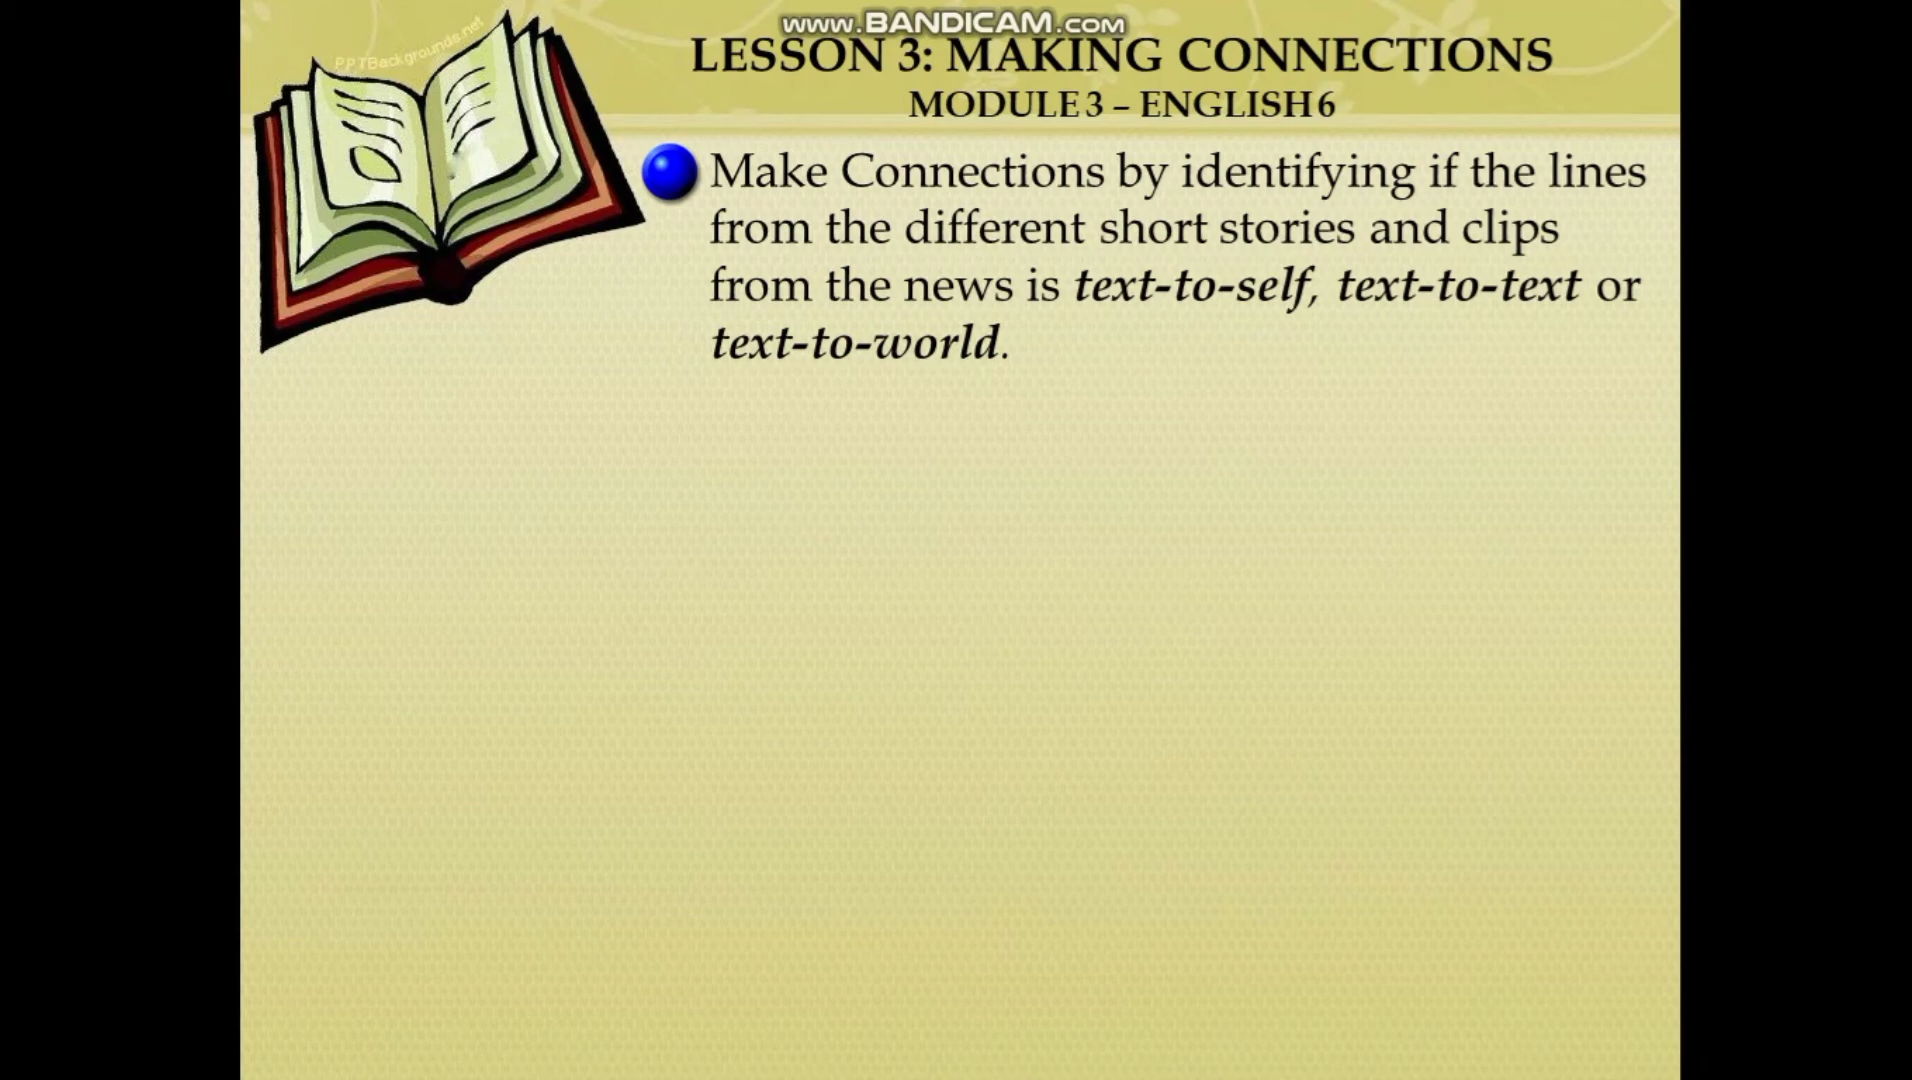 www.BANDICAM.com
PPTBackgrounds.net
LESSON 3: MAKING CONNECTIONS
MODULE 3 – ENGLISH 6
Make Connections by identifying if the lines
from the different short stories and clips
from the news is text-to-self, text-to-text or
text-to-world.